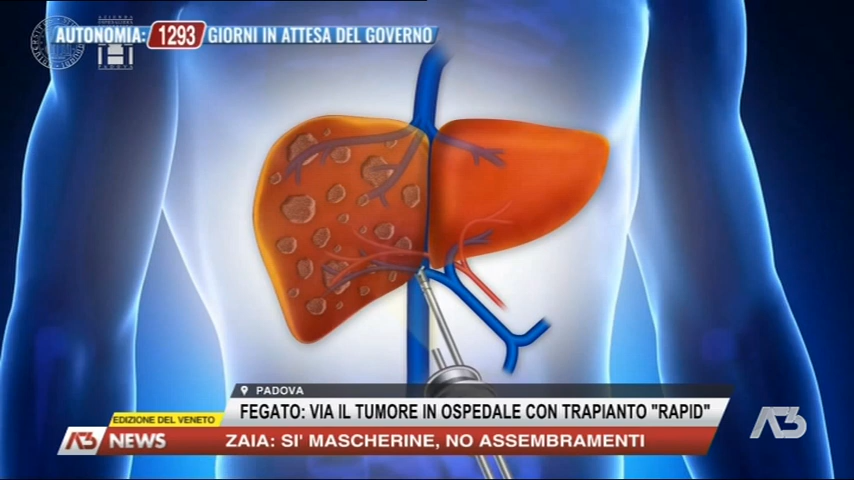 AUTONOMIA: 1293 GIORNI IN ATTESA DEL GOVERNO
PADOVA
FEGATO: VIA IL TUMORE IN OSPEDALE CON TRAPIANTO "RAPID"
EDIZIONE DEL VENETO
A3 NEWS
ZAIA: SI' MASCHERINE, NO ASSEMBRAMENTI
A3